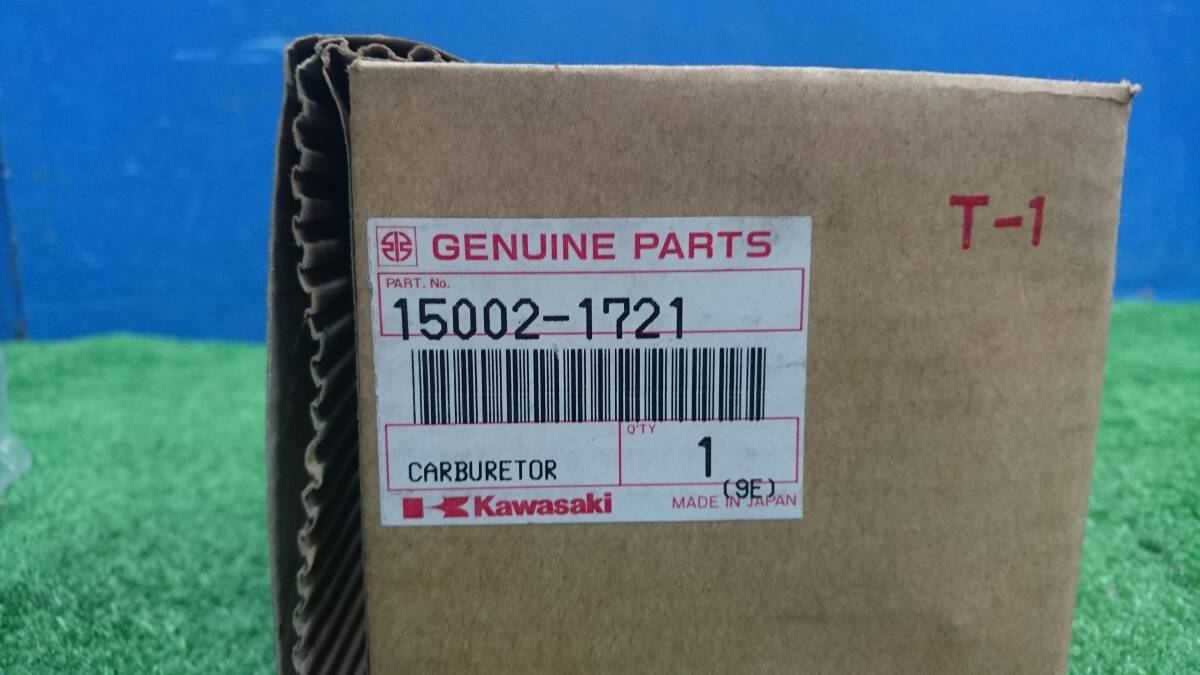 T-1
GENUINE PARTS
PART. No.
15002-1721
Q'TY
CARBURETOR
1
(9E)
Kawasaki
MADE IN JAPAN